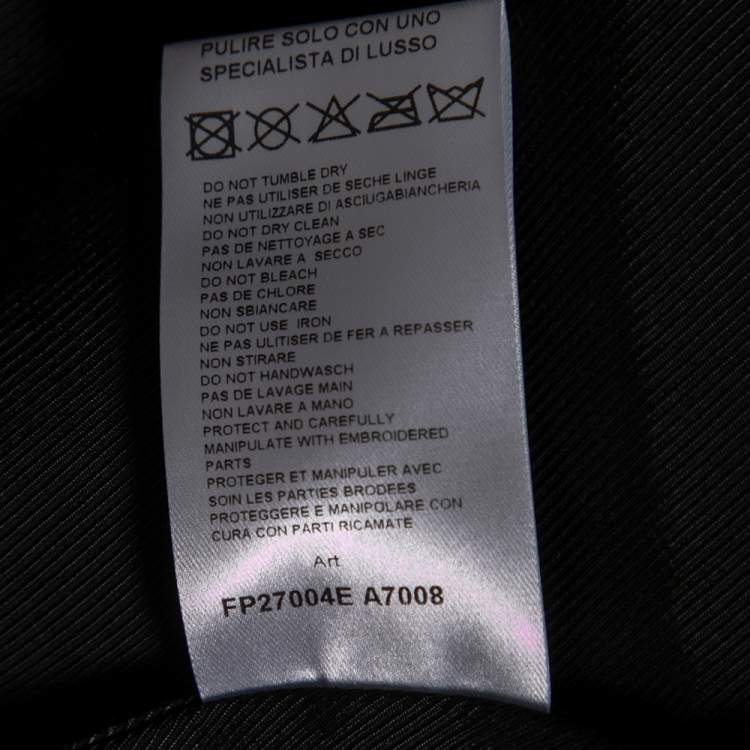 PULIRE SOLO CON UNO
SPECIALISTA DI LUSSO
DO NOT TUMBLE DRY
NE PAS UTILISER DE SECHE LINGE
NON UTILIZZARE DI ASCIUGABIANCHERIA
DO NOT DRY CLEAN
PAS DE NETTOYAGE A SEC
NON LAVARE A SECCO
DO NOT BLEACH
PAS DE CHLORE
NON SBIANCARE
DO NOT USE IRON
NE PAS ULITISER DE FER A REPASSER
NON STIRARE
DO NOT HANDWASCH
PAS DE LAVAGE MAIN
NON LAVARE A MANO
PROTECT AND CAREFULLY
MANIPULATE WITH EMBROIDERED
PARTS
PROTEGER ET MANIPULER AVEC
SOIN LES PARTIES BRODEES
PROTEGGERE E MANIPOLARE CON
CURA CON PARTI RICAMATE
Art
FP27004E A7008